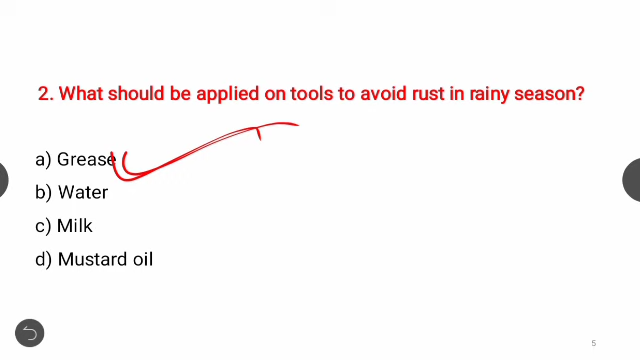 2. What should be applied on tools to avoid rust in rainy season?
a) Grease
b) Water
c) Milk
d) Mustard oil
5